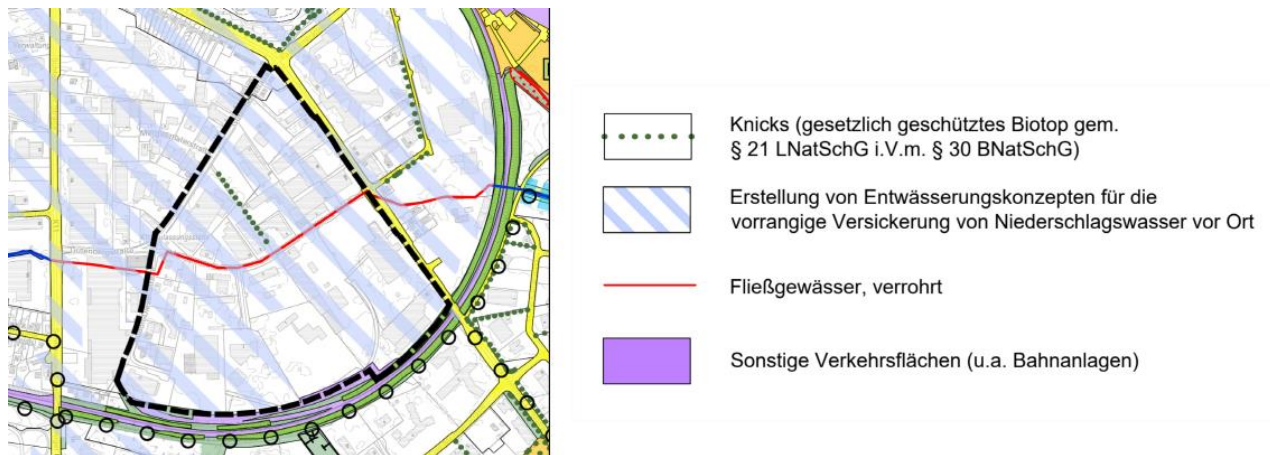 Knicks (gesetzlich geschütztes Biotop gem.
§ 21 LNatSchG i.V.m. § 30 BNatSchG)
Erstellung von Entwässerungskonzepten für die
vorrangige Versickerung von Niederschlagswasser vor Ort
Fließgewässer, verrohrt
Sonstige Verkehrsflächen (u.a. Bahnanlagen)